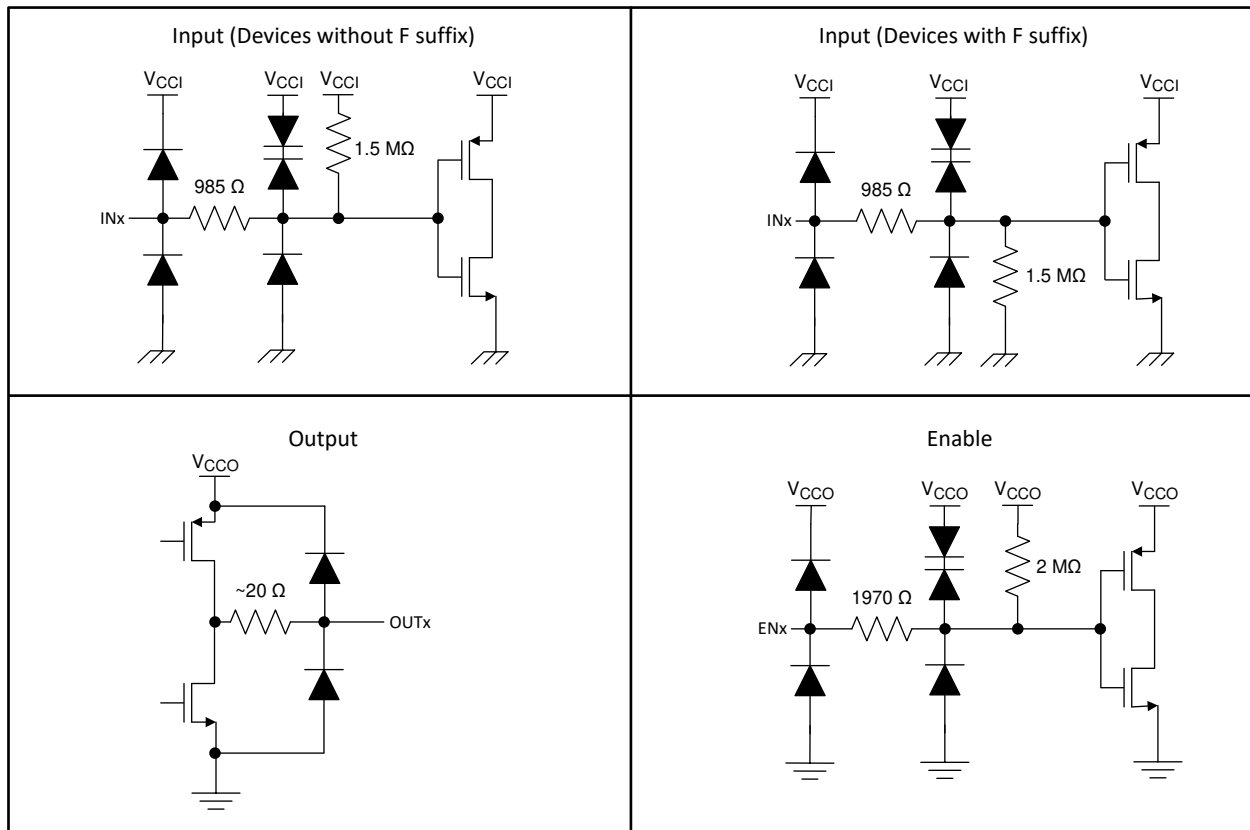 Input (Devices without F suffix)
VCCI VCCI VCCI VCCI
1.5 MΩ
985 Ω
INx
Input (Devices with F suffix)
VCCI VCCI VCCI
985 Ω
INx
1.5 MΩ
Output
VCCO
~20 Ω
OUTx
Enable
VCCO VCCO VCCO VCCO
2 MΩ
1970 Ω
ENx